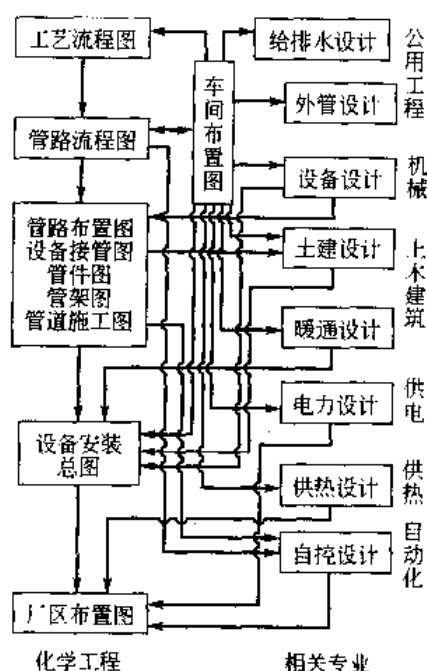 工艺流程图
管路流程图
管路布置图
设备接管图
管件图
管架图
管道施工图
设备安装
总图
厂区布置图
化学工程
车间布置图
给排水设计
外管设计
设备设计
土建设计
暖通设计
电力设计
供热设计
自控设计
相关专业
公用工程
机械
土木建筑
供电
供热
自动化